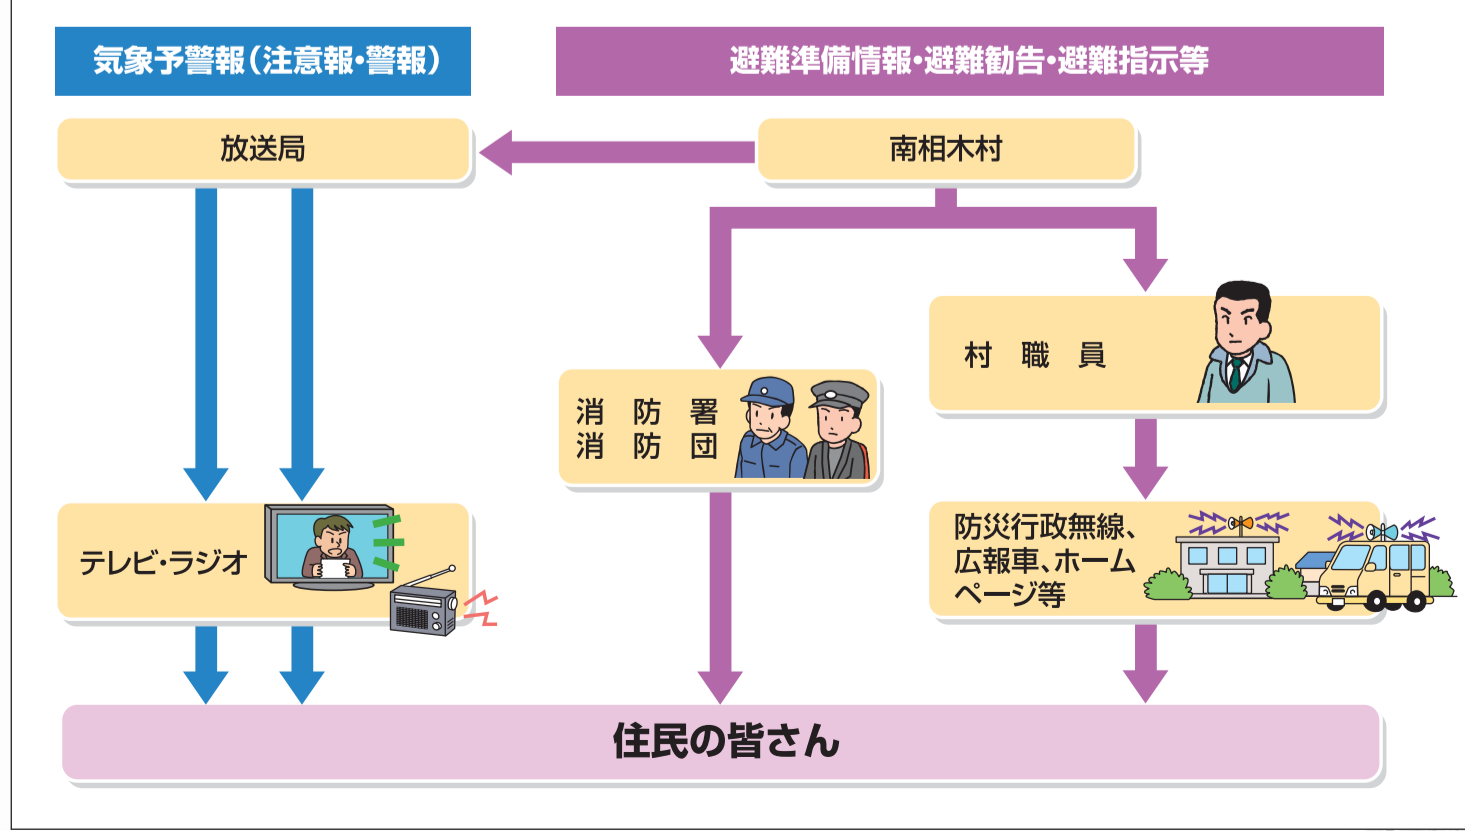 気象予警報（注意報・警報）
避難準備情報・避難勧告・避難指示等
放送局
南相木村
村職員
消防署
消防団
テレビ・ラジオ
防災行政無線、
広報車、ホーム
ページ等
住民の皆さん